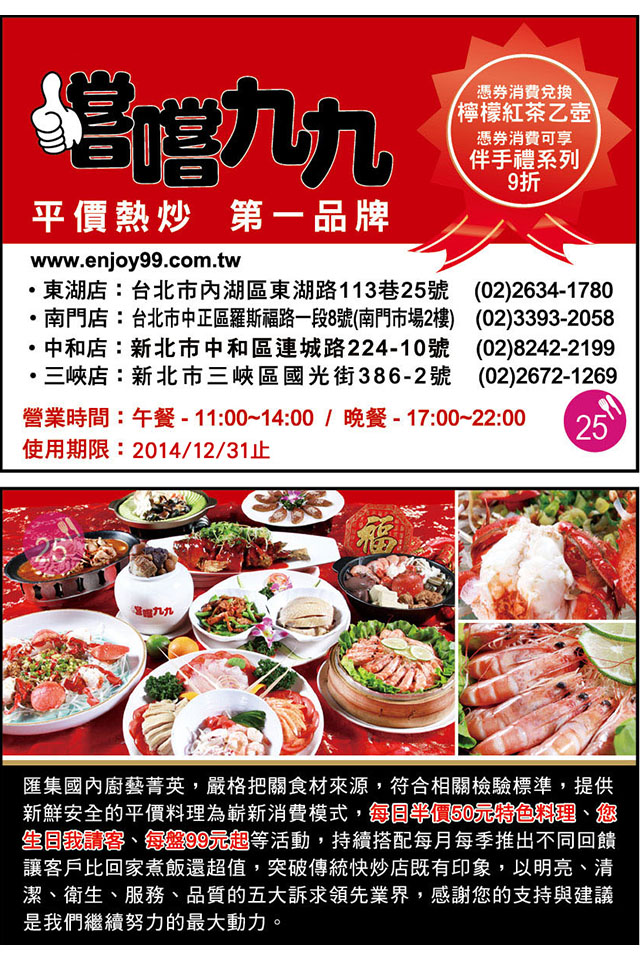 嚐嚐九九
平價熱炒 第一品牌
憑券消費兌換
檸檬紅茶乙壺
憑券消費可享
伴手禮系列
9折
www.enjoy99.com.tw
・東湖店：台北市內湖區東湖路113巷25號 (02)2634-1780
・南門店：台北市中正區羅斯福路一段8號(南門市場2樓) (02)3393-2058
・中和店：新北市中和區連城路224-10號 (02)8242-2199
・三峽店：新北市三峽區國光街386-2號 (02)2672-1269
營業時間：午餐 - 11:00~14:00 / 晚餐 - 17:00~22:00
使用期限：2014/12/31止
25
25
福
嚐嚐九九
匯集國內廚藝菁英，嚴格把關食材來源，符合相關檢驗標準，提供
新鮮安全的平價料理為嶄新消費模式，每日半價50元特色料理、您
生日我請客、每盤99元起等活動，持續搭配每月每季推出不同回饋
讓客戶比回家煮飯還超值，突破傳統快炒店既有印象，以明亮、清
潔、衛生、服務、品質的五大訴求領先業界，感謝您的支持與建議
是我們繼續努力的最大動力。